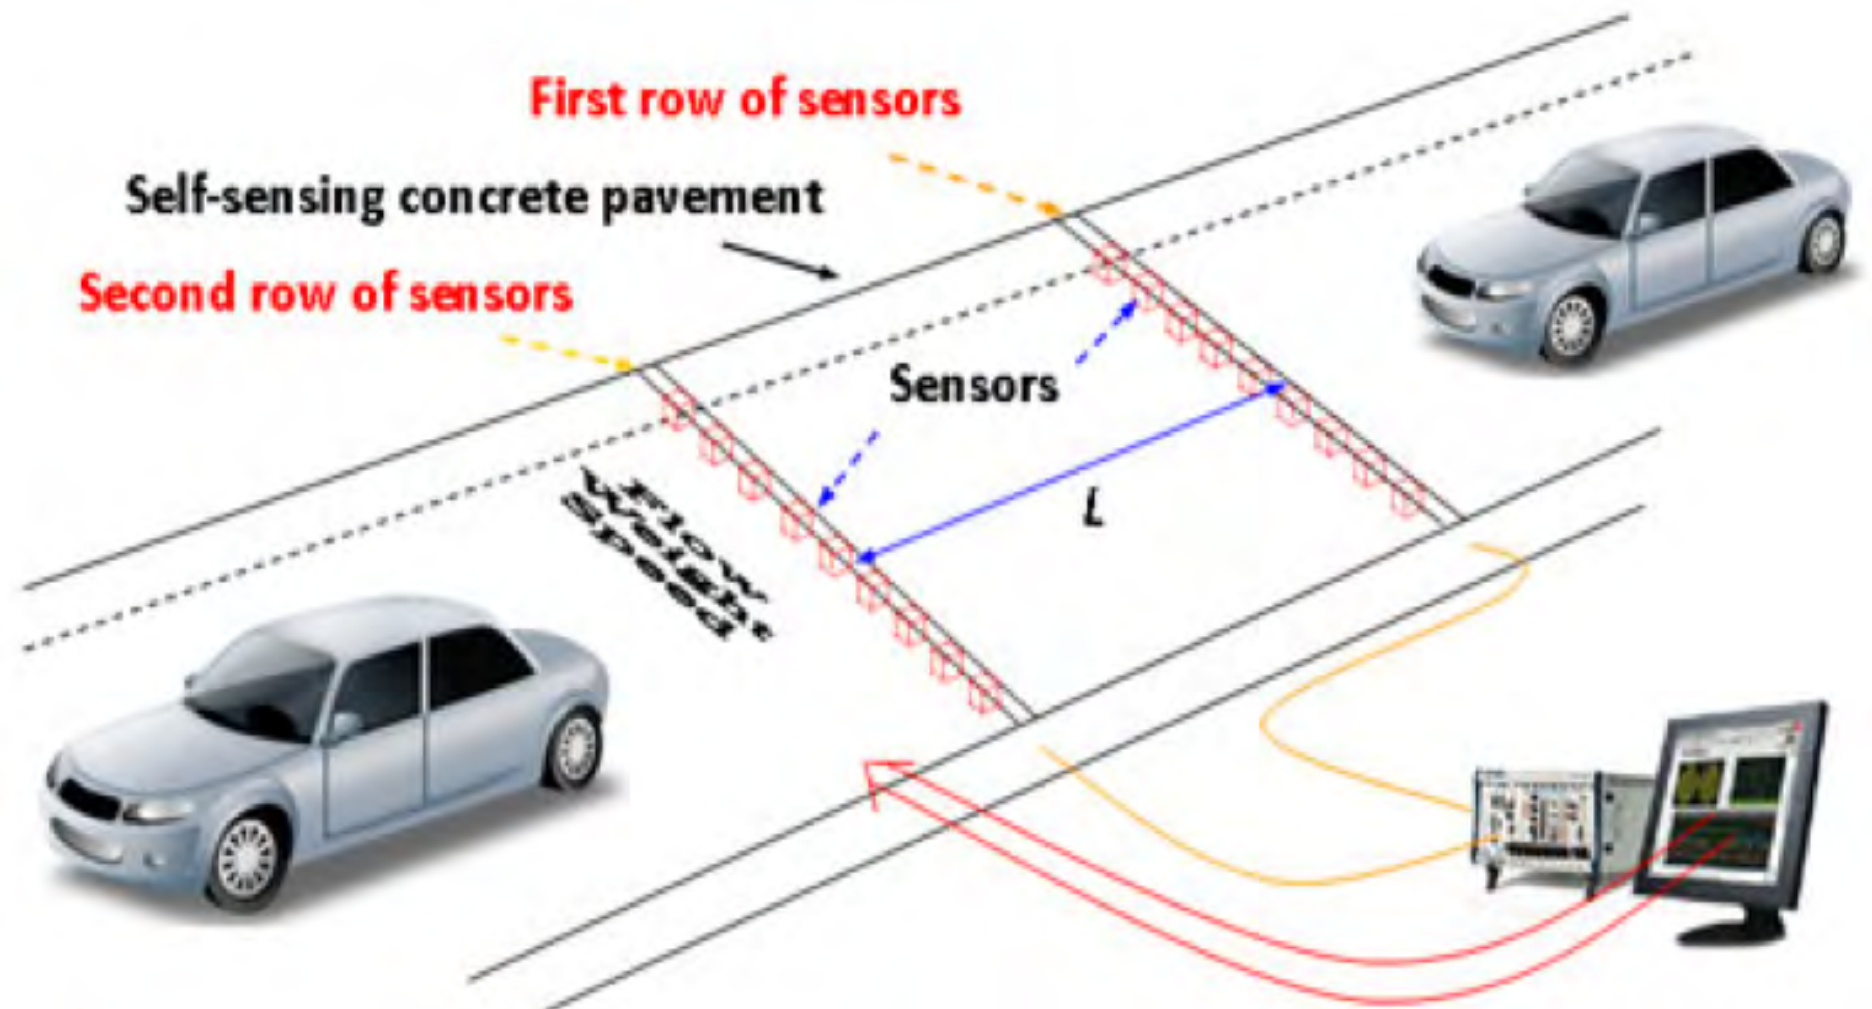 First row of sensors
Self-sensing concrete pavement
Second row of sensors
Sensors
L
Flow
Weight
Speed